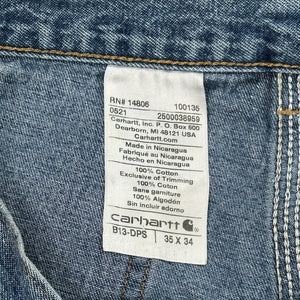 RN# 14806 100135
0521 2500038959
Carhartt, Inc. P.O. Box 600
Dearborn, MI 48121 USA
Carhartt.com
Made in Nicaragua
Fabriqué au Nicaragua
Hecho en Nicaragua
100% Cotton
Exclusive of Trimming
100% Coton
Sans garniture
100% Algodón
Sin incluir adorno
carhartt
B13-DPS 35 X 34